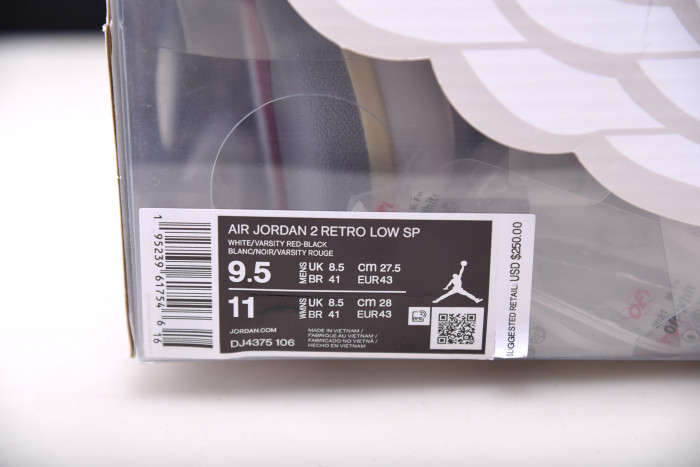 AIR JORDAN 2 RETRO LOW SP
WHITE/VARSITY RED-BLACK
BLANC/NOIR/VARSITY ROUGE
9.5 MENS UK 8.5 cm 27.5
BR 41 EUR43
11 WMNS UK 8.5 cm 28
BR 41 EUR43
JORDAN.COM
DJ4375 106
MADE IN VIETNAM /
FABRIQUÉ AU VIETNAM /
FABRICADO NO VIETNÃ /
HECHO EN VIETNAM
1 95239 61754 6 16
SUGGESTED RETAIL: USD $250.00